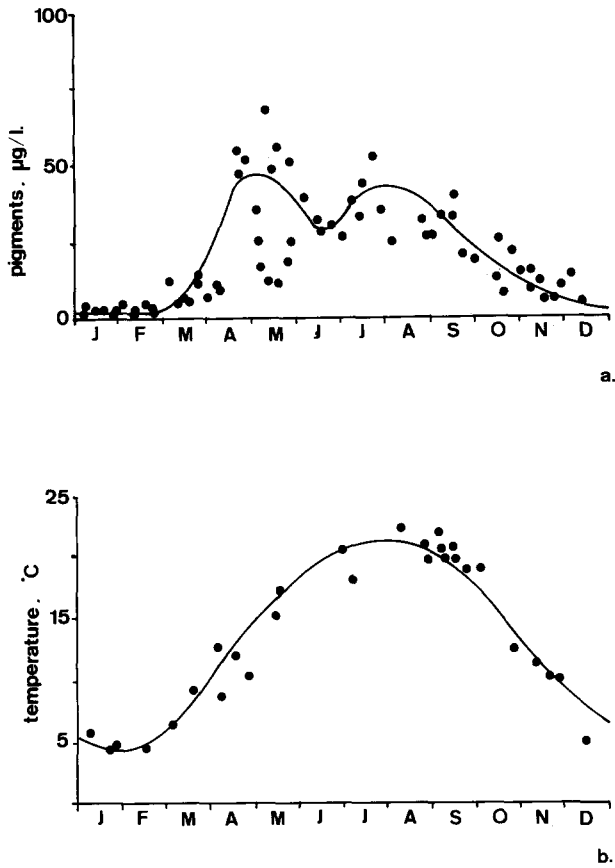 100
50
0
pigments. µg/l.
J F M A M J J A S O N D
a.
25
15
5
temperature. °C
J F M A M J J A S O N D
b.